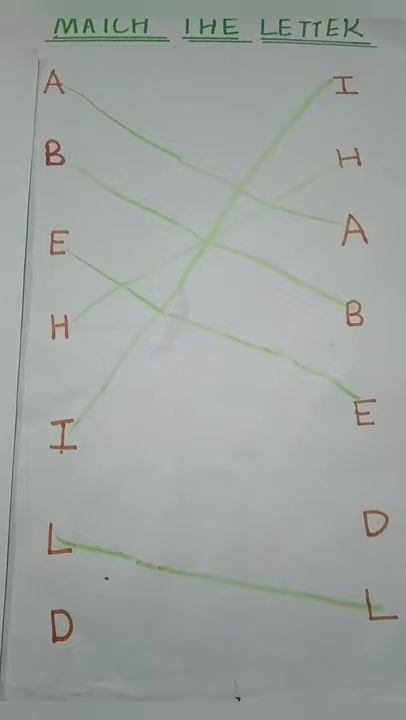 MATCH THE LETTER
A I
B H
E A
H B
I E
L D
D L